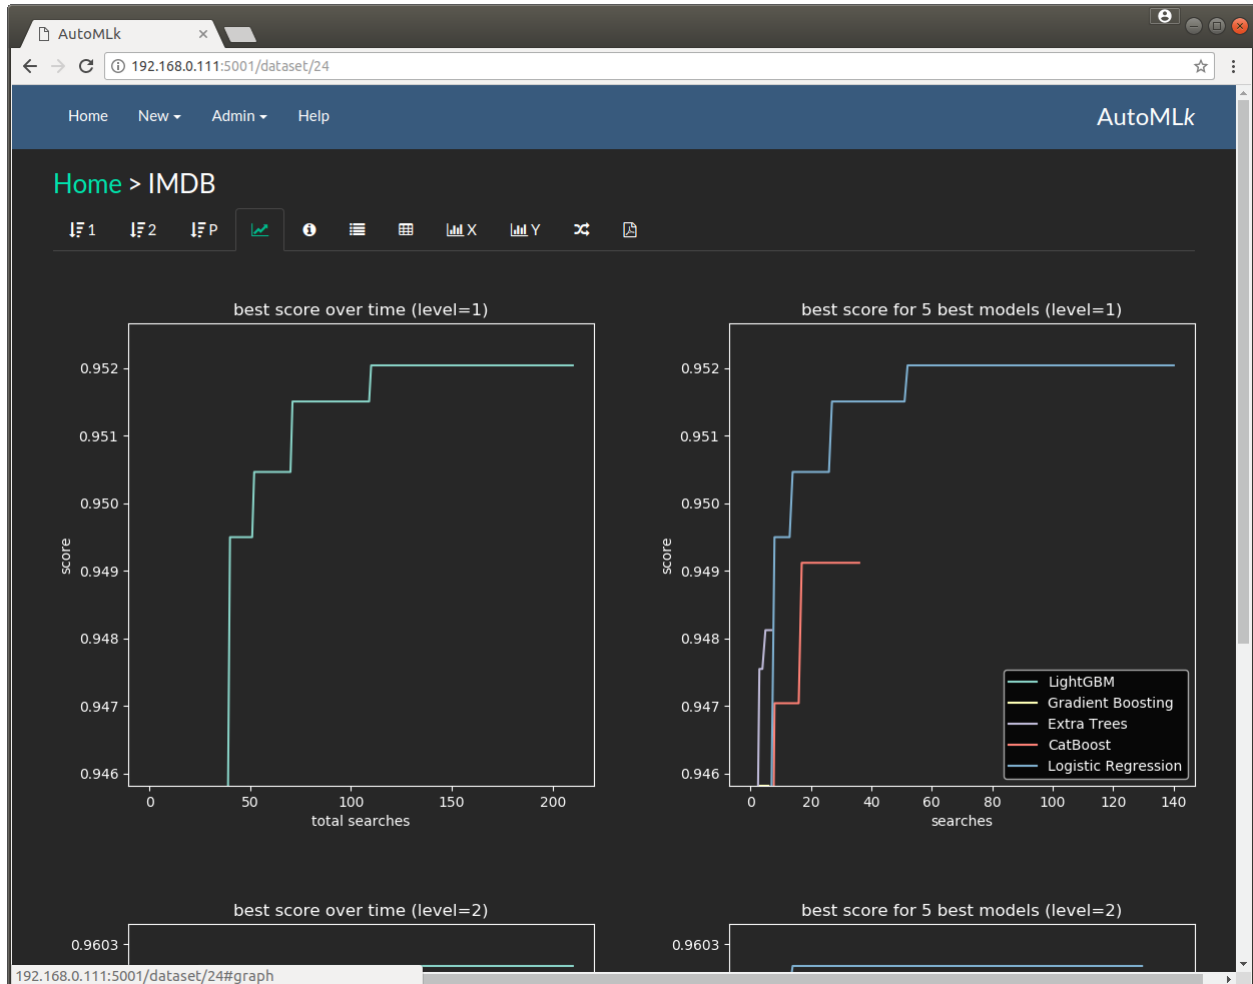 AutoMLk
192.168.0.111:5001/dataset/24
Home New Admin Help AutoMLk
Home > IMDB
1 2 P X Y
best score over time (level=1)
0.952
0.951
0.950
0.949
0.948
0.947
0.946
score
0 50 100 150 200
total searches
best score for 5 best models (level=1)
0.952
0.951
0.950
0.949
0.948
0.947
0.946
score
LightGBM
Gradient Boosting
Extra Trees
CatBoost
Logistic Regression
0 20 40 60 80 100 120 140
searches
best score over time (level=2)
0.9603
best score for 5 best models (level=2)
0.9603
192.168.0.111:5001/dataset/24#graph